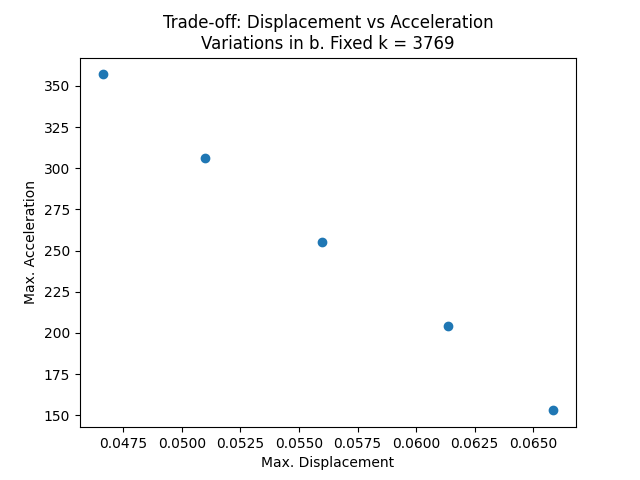 Trade-off: Displacement vs Acceleration
Variations in b. Fixed k = 3769
350
325
300
275
250
225
200
175
150
Max. Acceleration
0.0475 0.0500 0.0525 0.0550 0.0575 0.0600 0.0625 0.0650
Max. Displacement